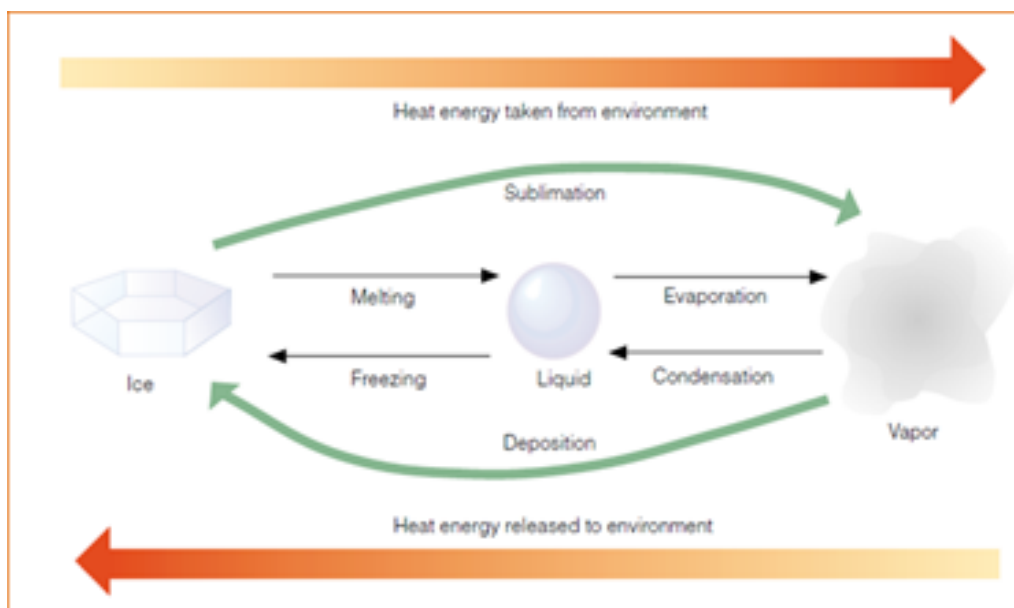 Heat energy taken from environment
Sublimation
Melting
Evaporation
Ice
Freezing
Liquid
Condensation
Vapor
Deposition
Heat energy released to environment